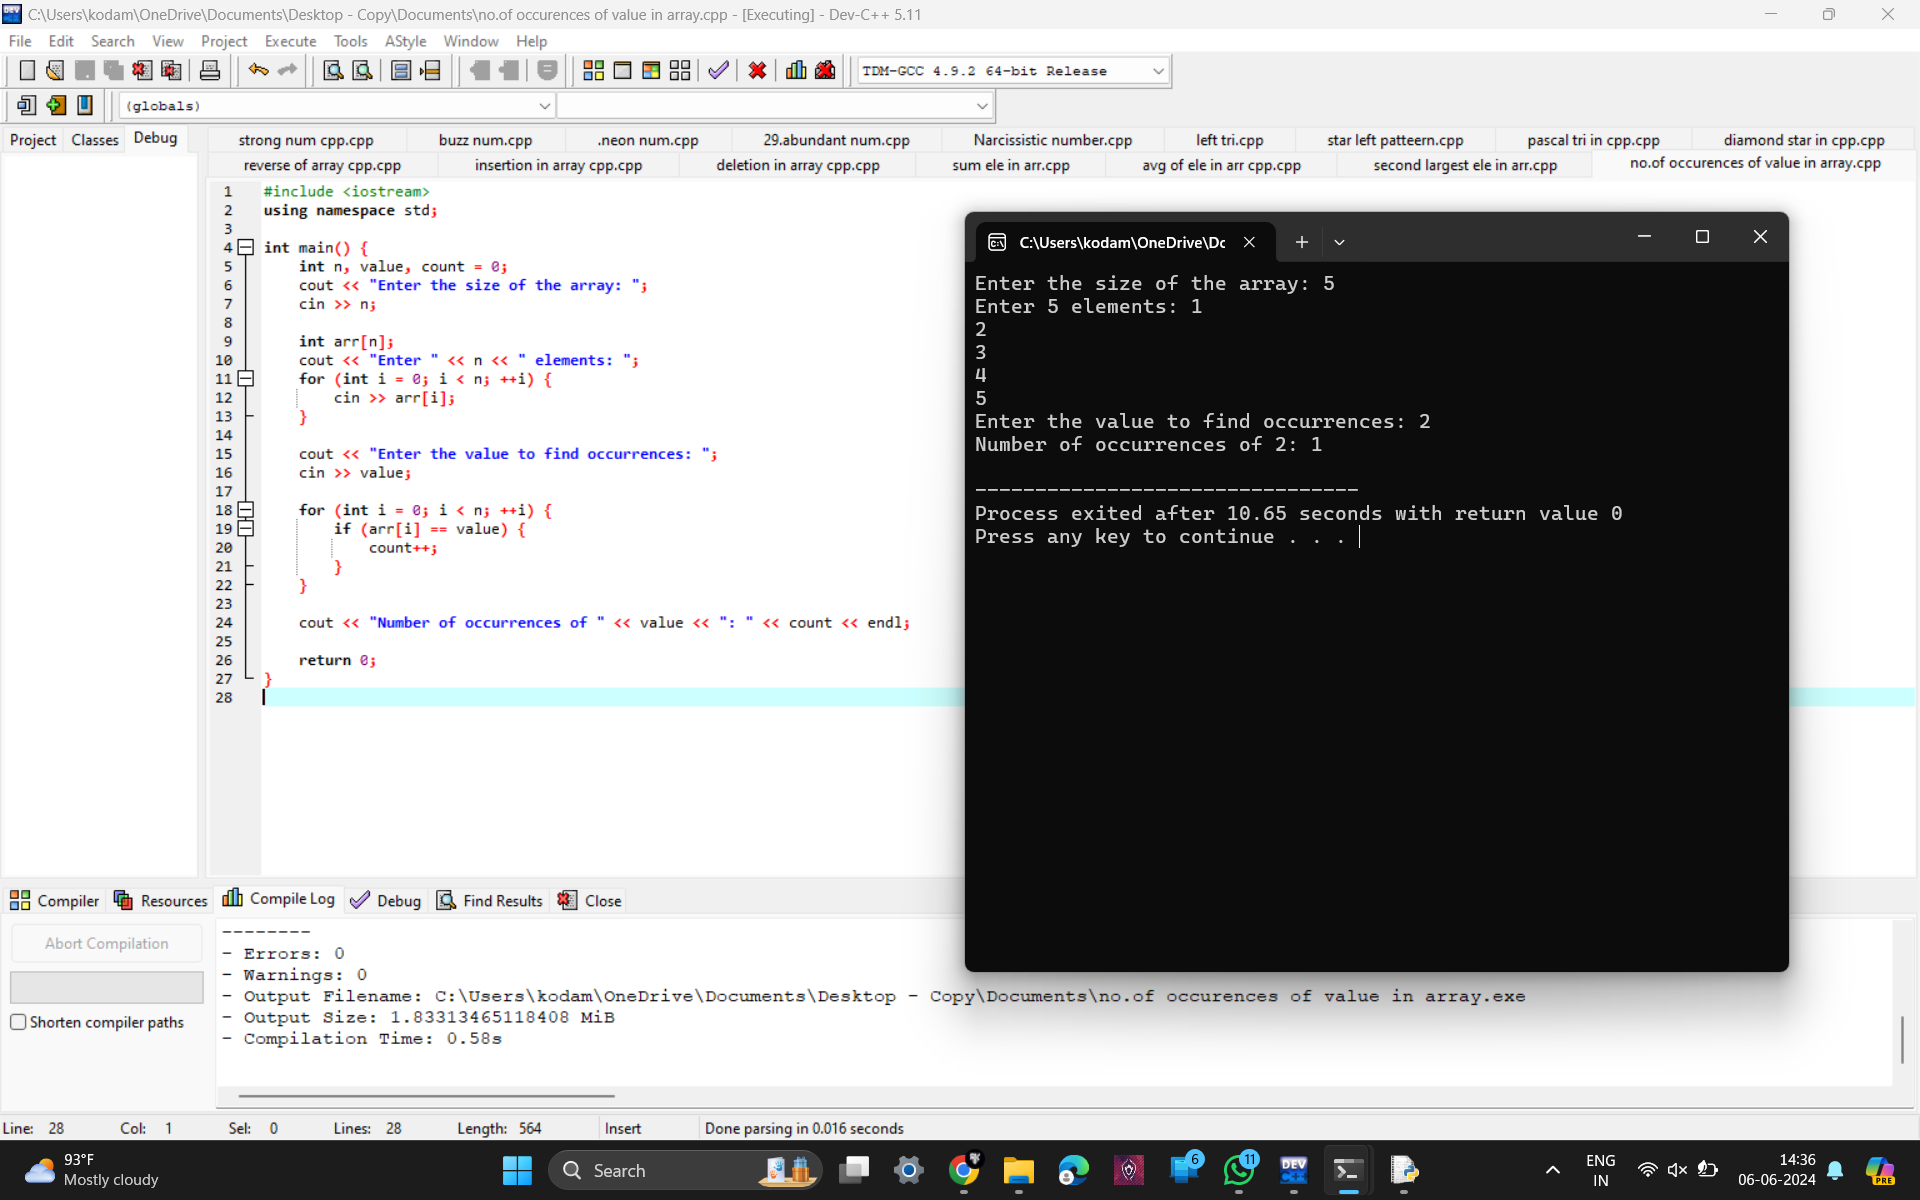 C:\Users\kodam\OneDrive\Documents\Desktop - Copy\Documents\no.of occurences of value in array.cpp - [Executing] - Dev-C++ 5.11
File Edit Search View Project Execute Tools AStyle Window Help
TDM-GCC 4.9.2 64-bit Release
(globals)
Project Classes Debug
strong num cpp.cpp buzz num.cpp .neon num.cpp 29.abundant num.cpp Narcissistic number.cpp left tri.cpp star left patteern.cpp pascal tri in cpp.cpp diamond star in cpp.cpp
reverse of array cpp.cpp insertion in array cpp.cpp deletion in array cpp.cpp sum ele in arr.cpp avg of ele in arr cpp.cpp second largest ele in arr.cpp no.of occurences of value in array.cpp
1 #include <iostream>
2 using namespace std;
3
4 int main() {
5 int n, value, count = 0;
6 cout << "Enter the size of the array: ";
7 cin >> n;
8
9 int arr[n];
10 cout << "Enter " << n << " elements: ";
11 for (int i = 0; i < n; ++i) {
12 cin >> arr[i];
13 }
14
15 cout << "Enter the value to find occurrences: ";
16 cin >> value;
17
18 for (int i = 0; i < n; ++i) {
19 if (arr[i] == value) {
20 count++;
21 }
22 }
23
24 cout << "Number of occurrences of " << value << ": " << count << endl;
25
26 return 0;
27 }
28
C:\Users\kodam\OneDrive\Dc
Enter the size of the array: 5
Enter 5 elements: 1
2
3
4
5
Enter the value to find occurrences: 2
Number of occurrences of 2: 1
--------------------------------
Process exited after 10.65 seconds with return value 0
Press any key to continue . . .
Compiler Resources Compile Log Debug Find Results Close
Abort Compilation
Shorten compiler paths
--------
- Errors: 0
- Warnings: 0
- Output Filename: C:\Users\kodam\OneDrive\Documents\Desktop - Copy\Documents\no.of occurences of value in array.exe
- Output Size: 1.83313465118408 MiB
- Compilation Time: 0.58s
Line: 28 Col: 1 Sel: 0 Lines: 28 Length: 564 Insert Done parsing in 0.016 seconds
93°F
Mostly cloudy
Search
6
11
DEV
C++
PRE
ENG
IN
14:36
06-06-2024